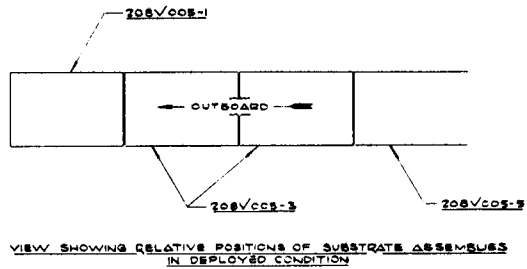 208V005-1
OUTBOARD
208V005-3
208V005-5
VIEW SHOWING RELATIVE POSITIONS OF SUBSTRATE ASSEMBLIES
IN DEPLOYED CONDITION